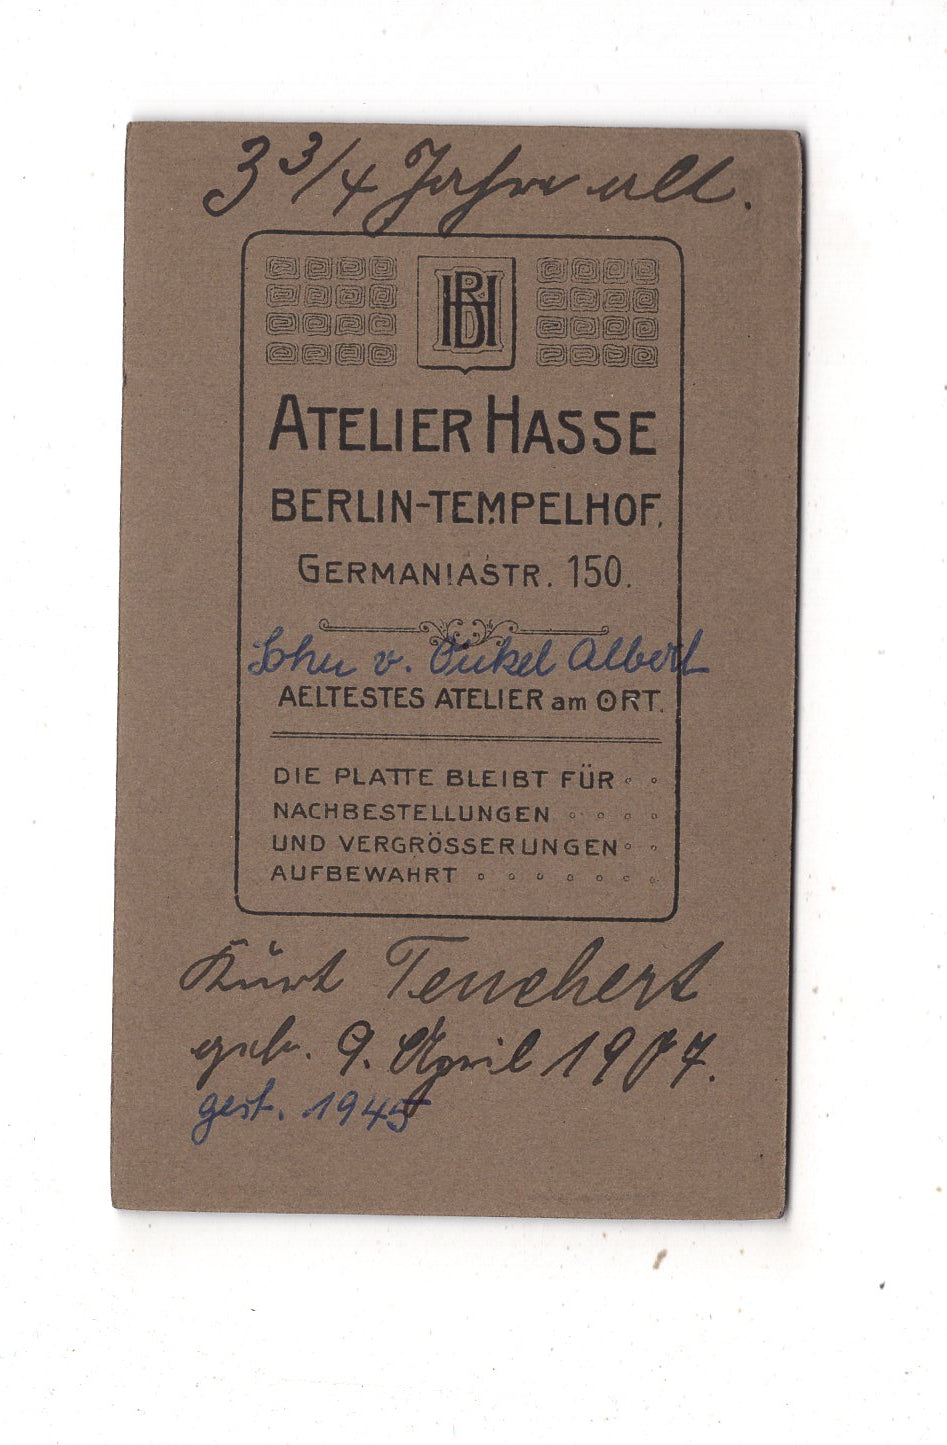 3 3/4 Jahre alt.
BH
ATELIER HASSE
BERLIN-TEMPELHOF.
GERMANIASTR. 150.
Sohn v. Onkel Albert
AELTESTES ATELIER am ORT.
DIE PLATTE BLEIBT FÜR
NACHBESTELLUNGEN
UND VERGRÖSSERUNGEN
AUFBEWAHRT
Kurt Teuchert
geb. 9. April 1907.
gest. 1945